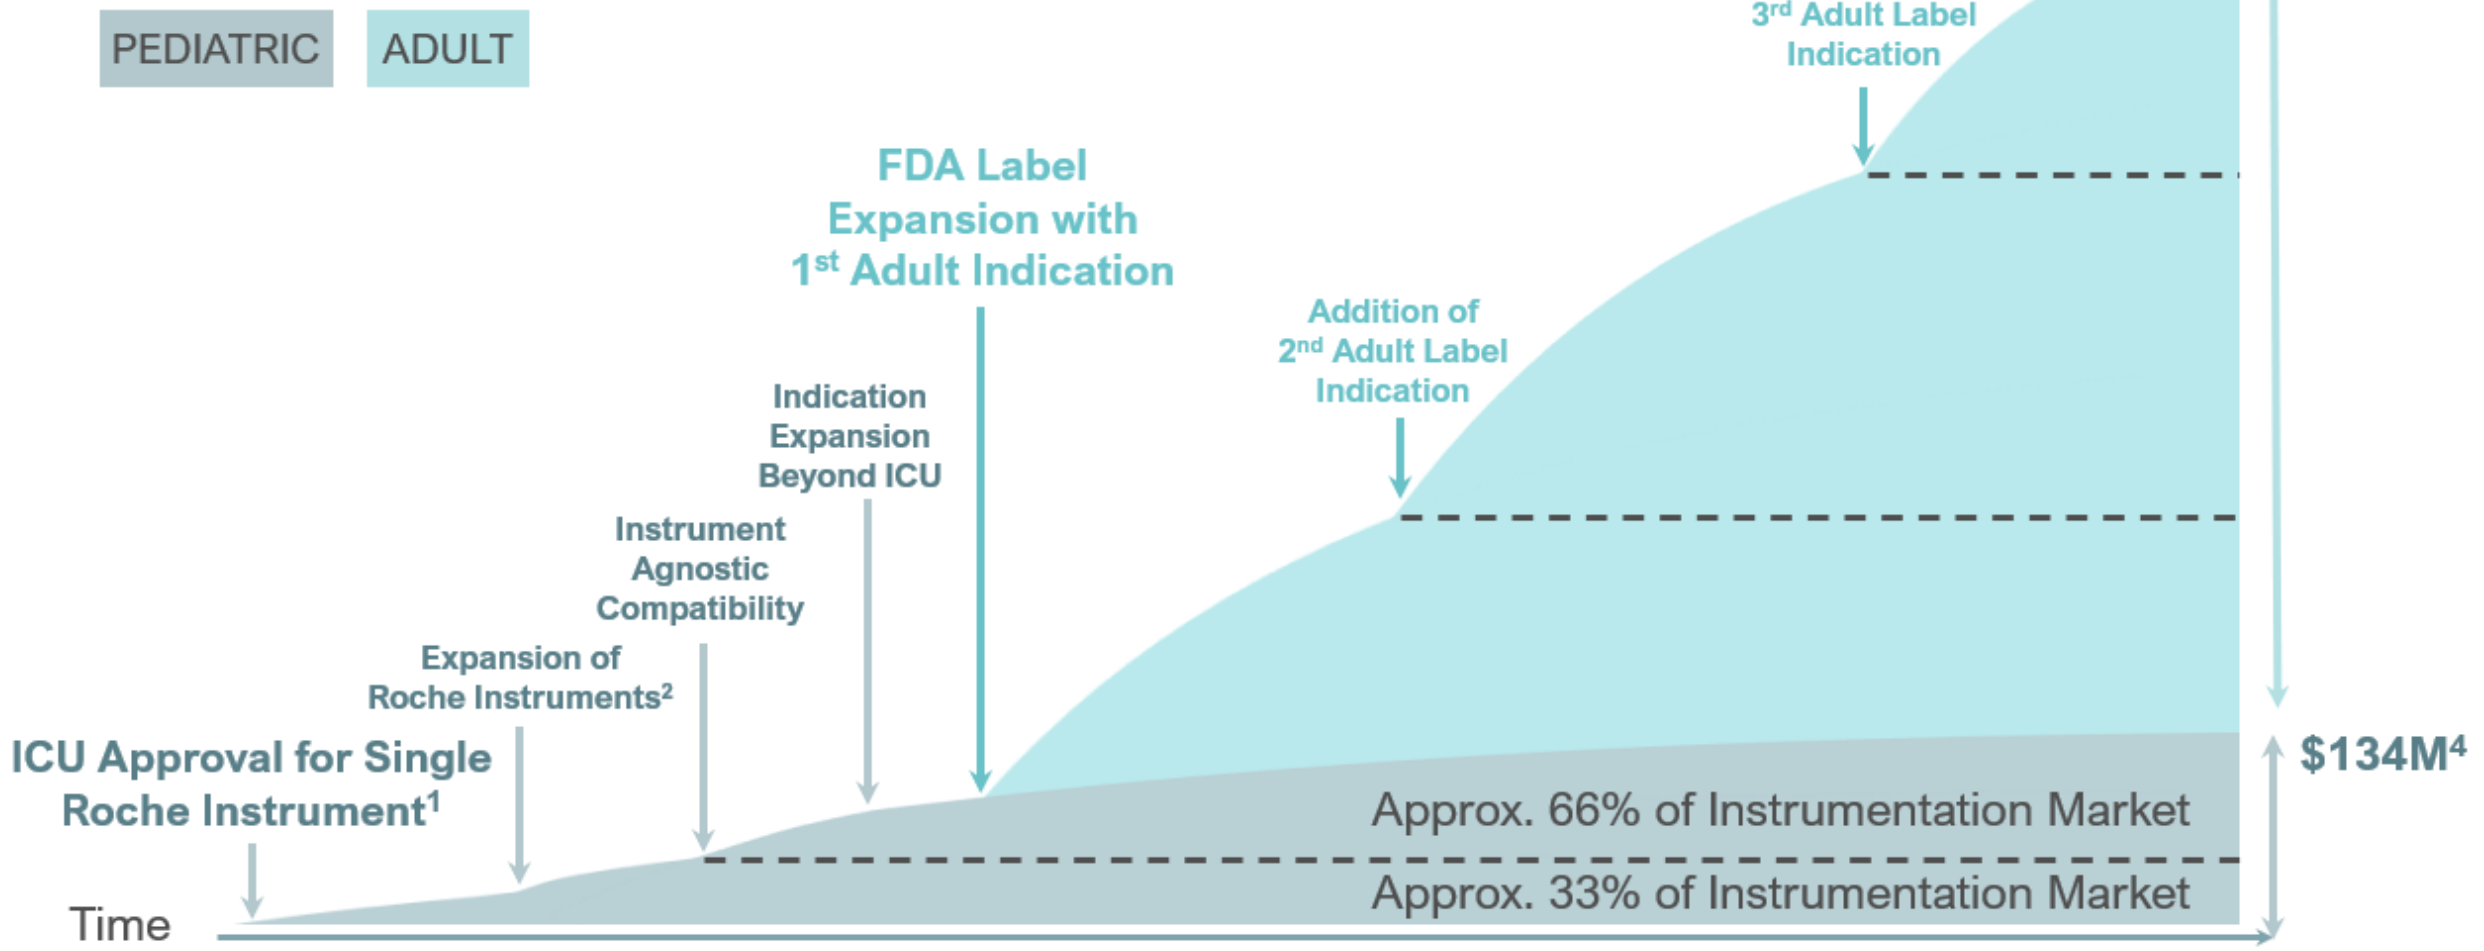 PEDIATRIC
ADULT
3rd Adult Label
Indication
FDA Label
Expansion with
1st Adult Indication
Addition of
2nd Adult Label
Indication
Indication
Expansion
Beyond ICU
Instrument
Agnostic
Compatibility
Expansion of
Roche Instruments²
ICU Approval for Single
Roche Instrument¹
$134M⁴
Approx. 66% of Instrumentation Market
Approx. 33% of Instrumentation Market
Time